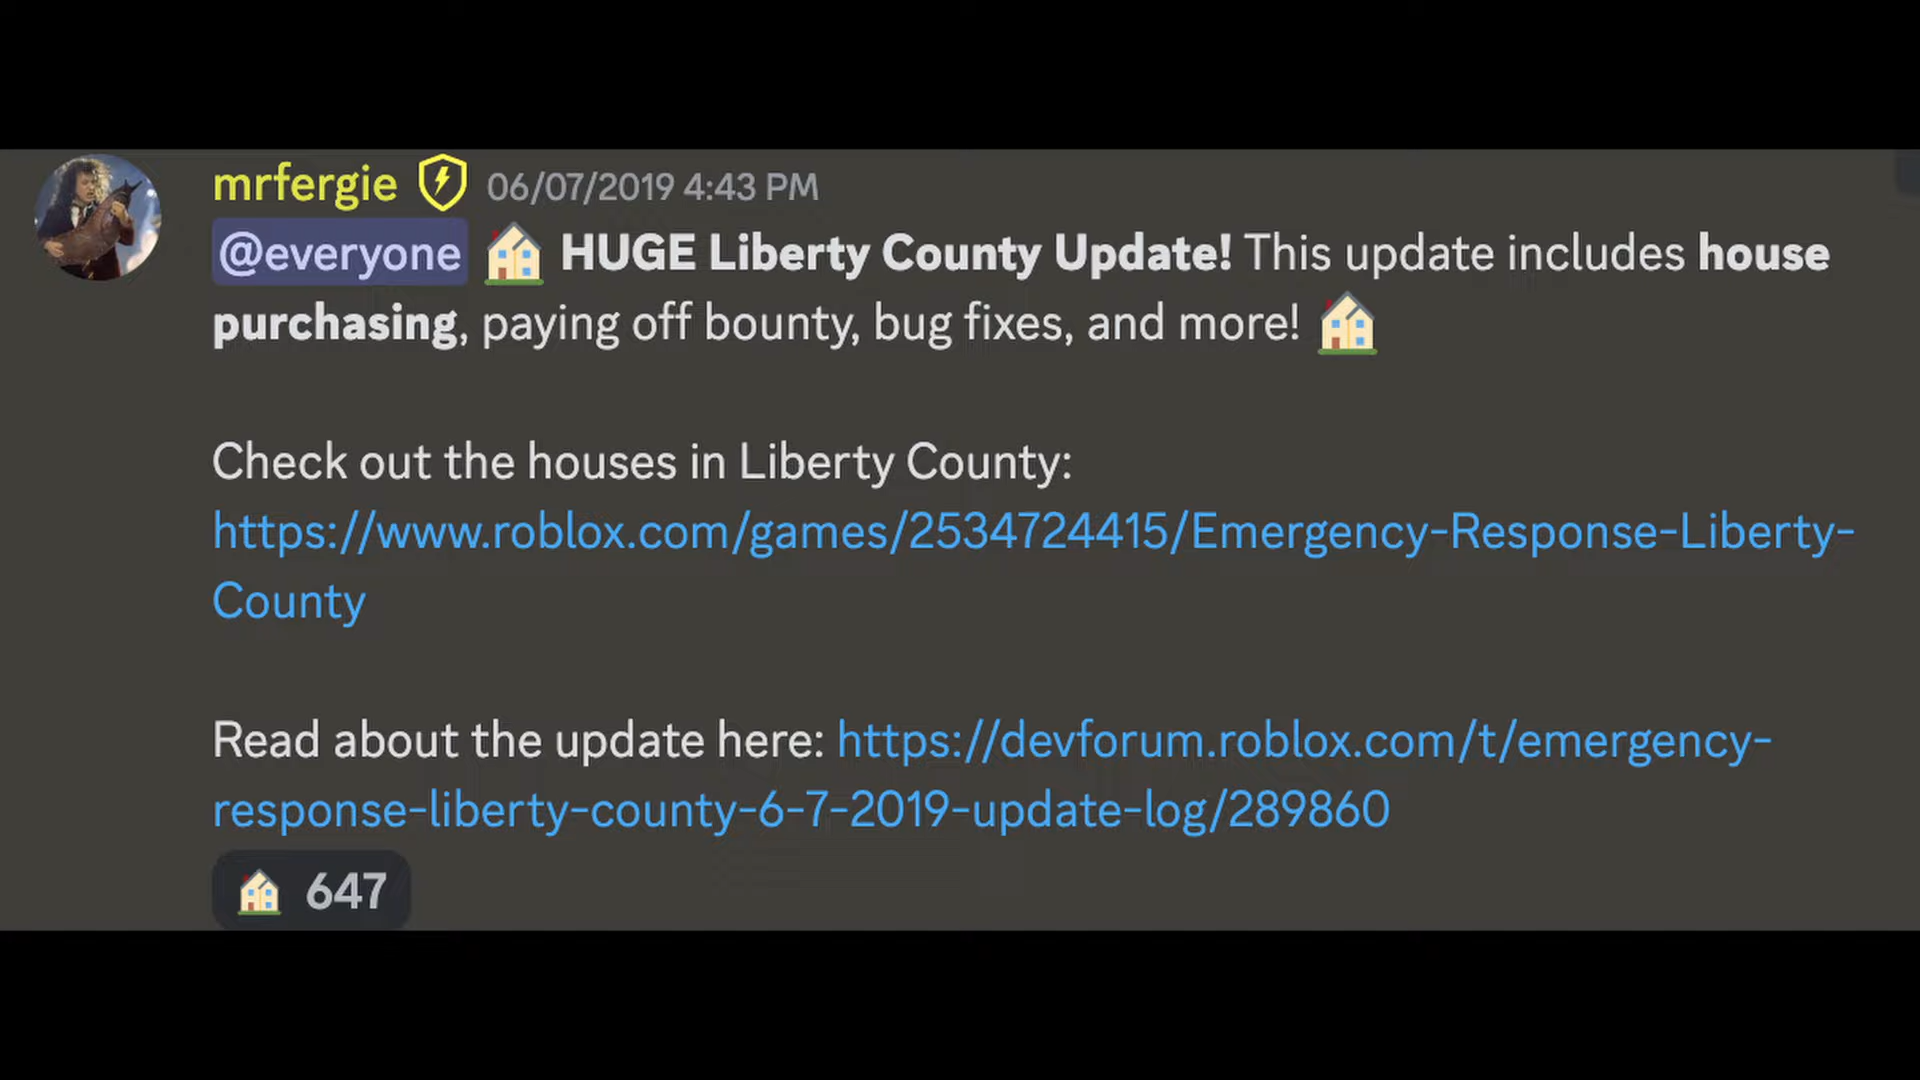 mrfergie 06/07/2019 4:43 PM
@everyone 🏠 HUGE Liberty County Update! This update includes house
purchasing, paying off bounty, bug fixes, and more! 🏠
Check out the houses in Liberty County:
https://www.roblox.com/games/2534724415/Emergency-Response-Liberty-
County
Read about the update here: https://devforum.roblox.com/t/emergency-
response-liberty-county-6-7-2019-update-log/289860
🏠 647